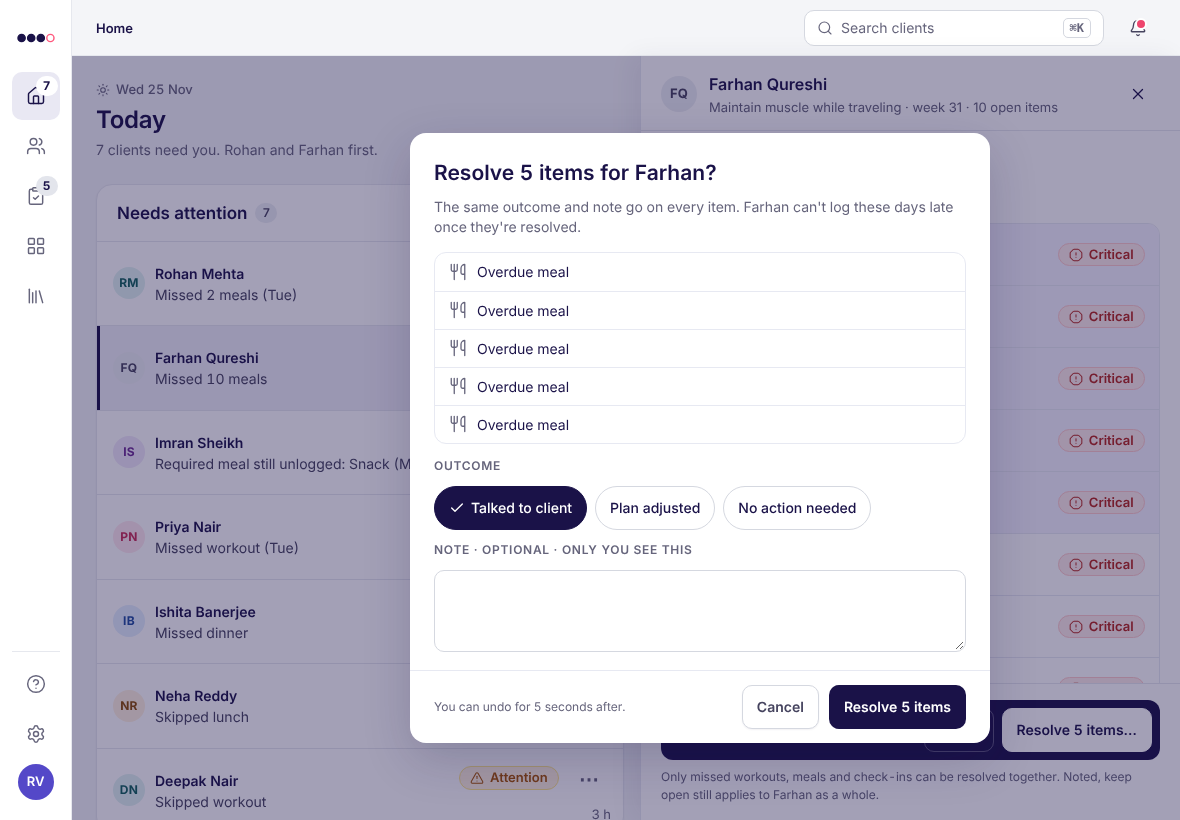 Home
Search clients
⌘K
7
5
RV
Wed 25 Nov
Today
7 clients need you. Rohan and Farhan first.
Needs attention 7
RM
Rohan Mehta
Missed 2 meals (Tue)
FQ
Farhan Qureshi
Missed 10 meals
IS
Imran Sheikh
Required meal still unlogged: Snack (M
PN
Priya Nair
Missed workout (Tue)
IB
Ishita Banerjee
Missed dinner
NR
Neha Reddy
Skipped lunch
DN
Deepak Nair
Skipped workout
Attention
3 h
FQ
Farhan Qureshi
Maintain muscle while traveling · week 31 · 10 open items
Critical
Critical
Critical
Critical
Critical
Critical
Critical
Resolve 5 items...
Only missed workouts, meals and check-ins can be resolved together. Noted, keep
open still applies to Farhan as a whole.
Resolve 5 items for Farhan?
The same outcome and note go on every item. Farhan can't log these days late
once they're resolved.
Overdue meal
Overdue meal
Overdue meal
Overdue meal
Overdue meal
OUTCOME
Talked to client
Plan adjusted
No action needed
NOTE · OPTIONAL · ONLY YOU SEE THIS
You can undo for 5 seconds after.
Cancel
Resolve 5 items